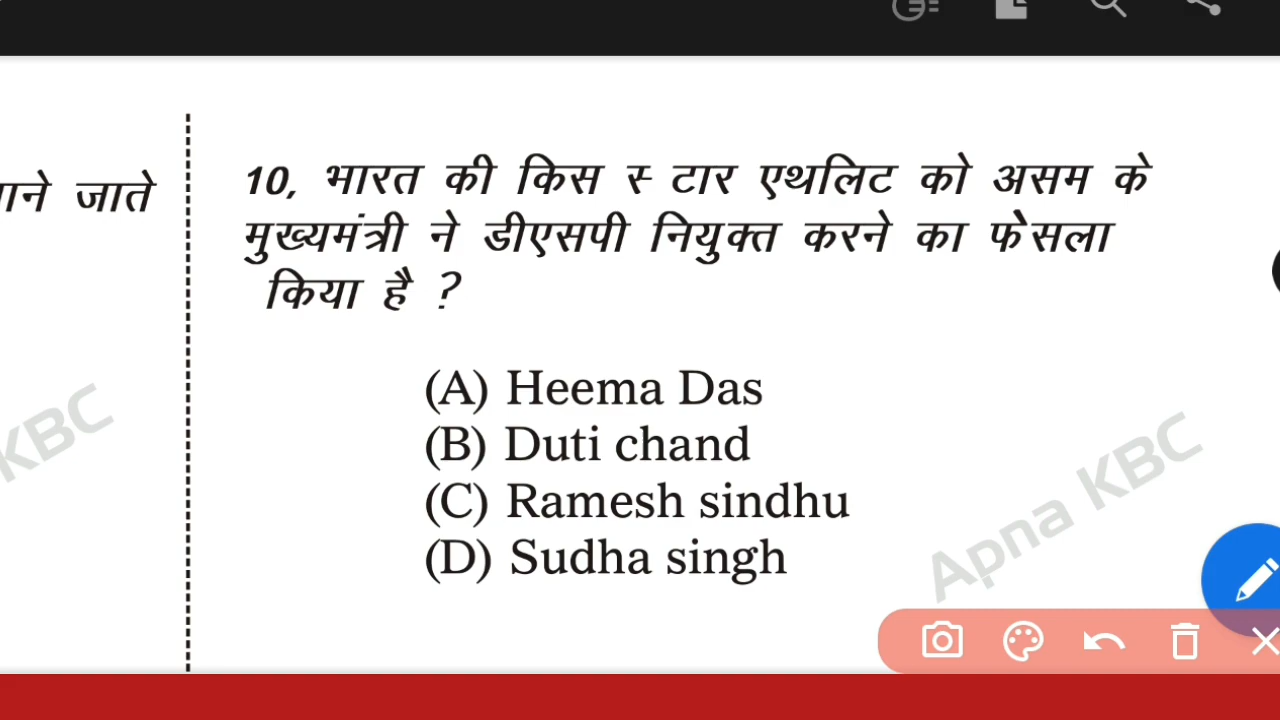 जाते
10, भारत की किस स्टार एथलिट को असम के
मुख्यमंत्री ने डीएसपी नियुक्त करने का फेसला
किया है ?
(A) Heema Das
(B) Duti chand
(C) Ramesh sindhu
(D) Sudha singh
KBC
Apna KBC